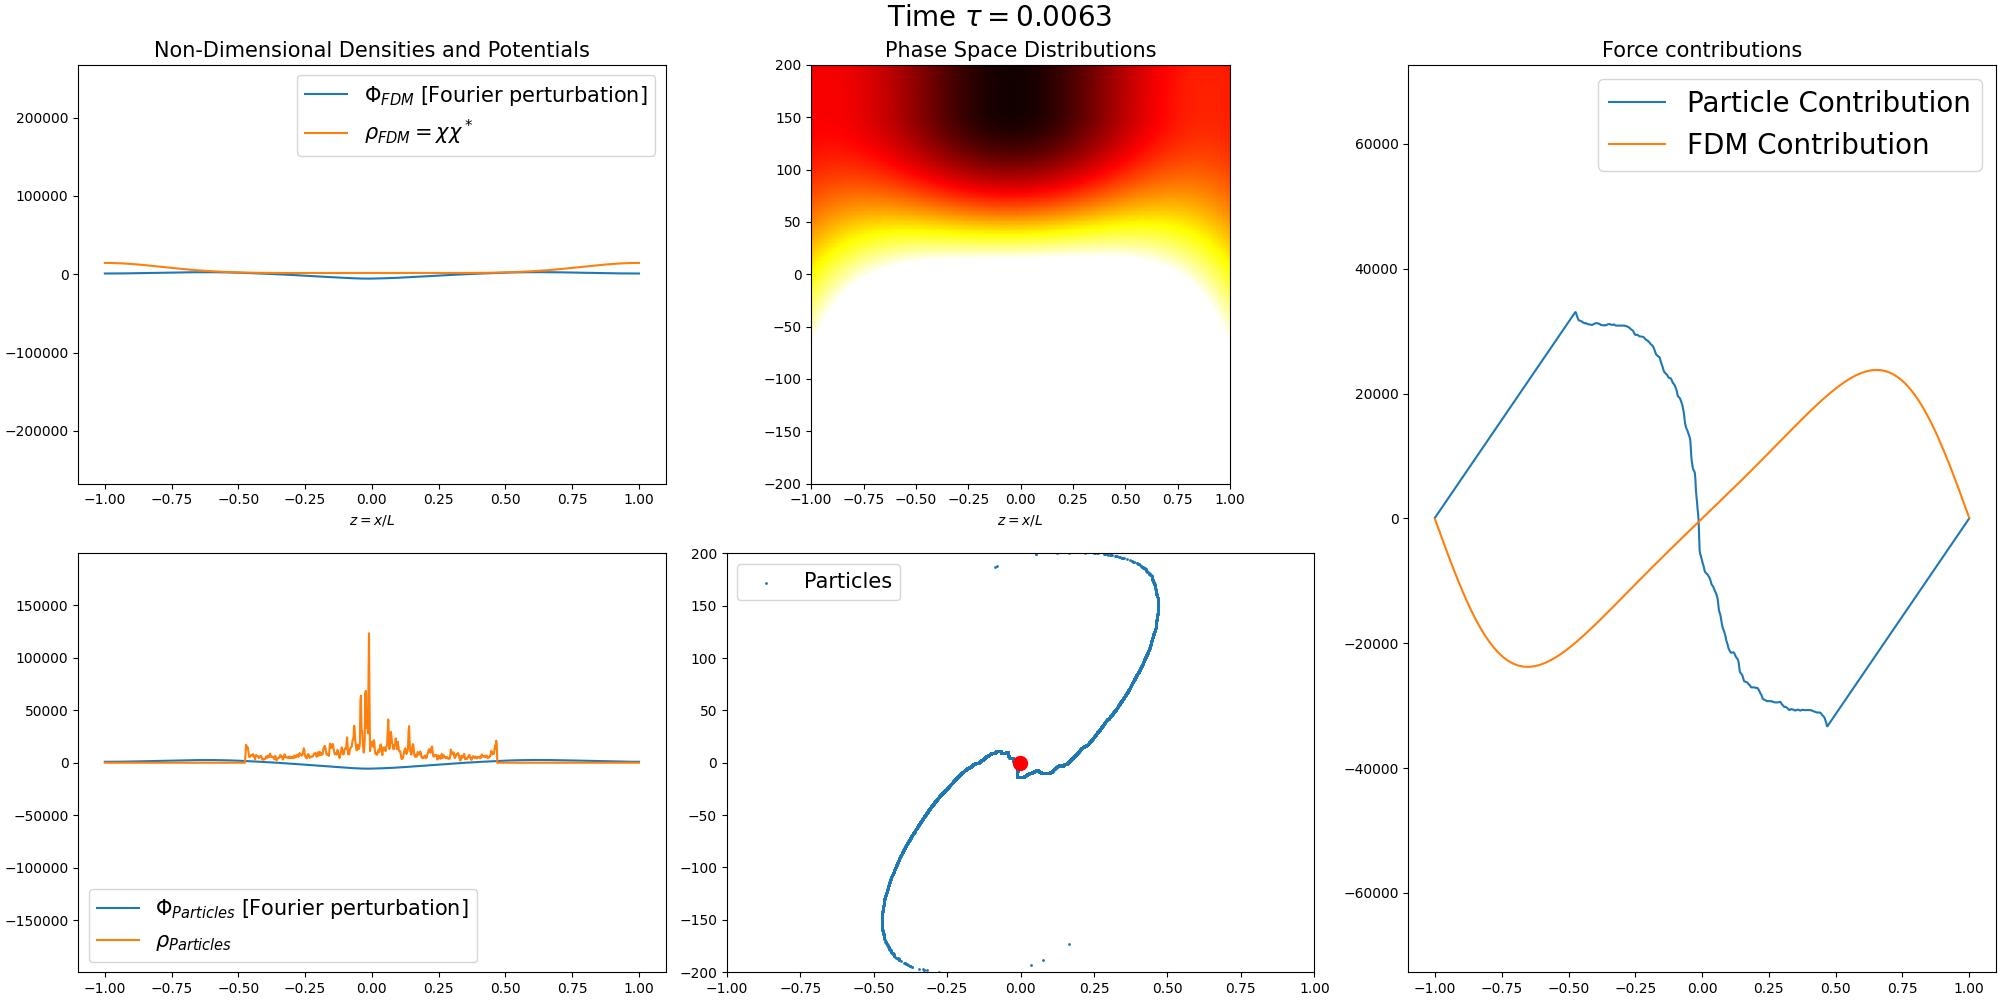 Time τ = 0.0063
Non-Dimensional Densities and Potentials
Φ_FDM [Fourier perturbation]
ρ_FDM = χχ*
200000
100000
0
−100000
−200000
−1.00 −0.75 −0.50 −0.25 0.00 0.25 0.50 0.75 1.00
z = x/L
Phase Space Distributions
200
150
100
50
0
−50
−100
−150
−200
−1.00 −0.75 −0.50 −0.25 0.00 0.25 0.50 0.75 1.00
z = x/L
Force contributions
Particle Contribution
FDM Contribution
60000
40000
20000
0
−20000
−40000
−60000
−1.00 −0.75 −0.50 −0.25 0.00 0.25 0.50 0.75 1.00
150000
100000
50000
0
−50000
−100000
−150000
Φ_Particles [Fourier perturbation]
ρ_Particles
−1.00 −0.75 −0.50 −0.25 0.00 0.25 0.50 0.75 1.00
Particles
200
150
100
50
0
−50
−100
−150
−200
−1.00 −0.75 −0.50 −0.25 0.00 0.25 0.50 0.75 1.00